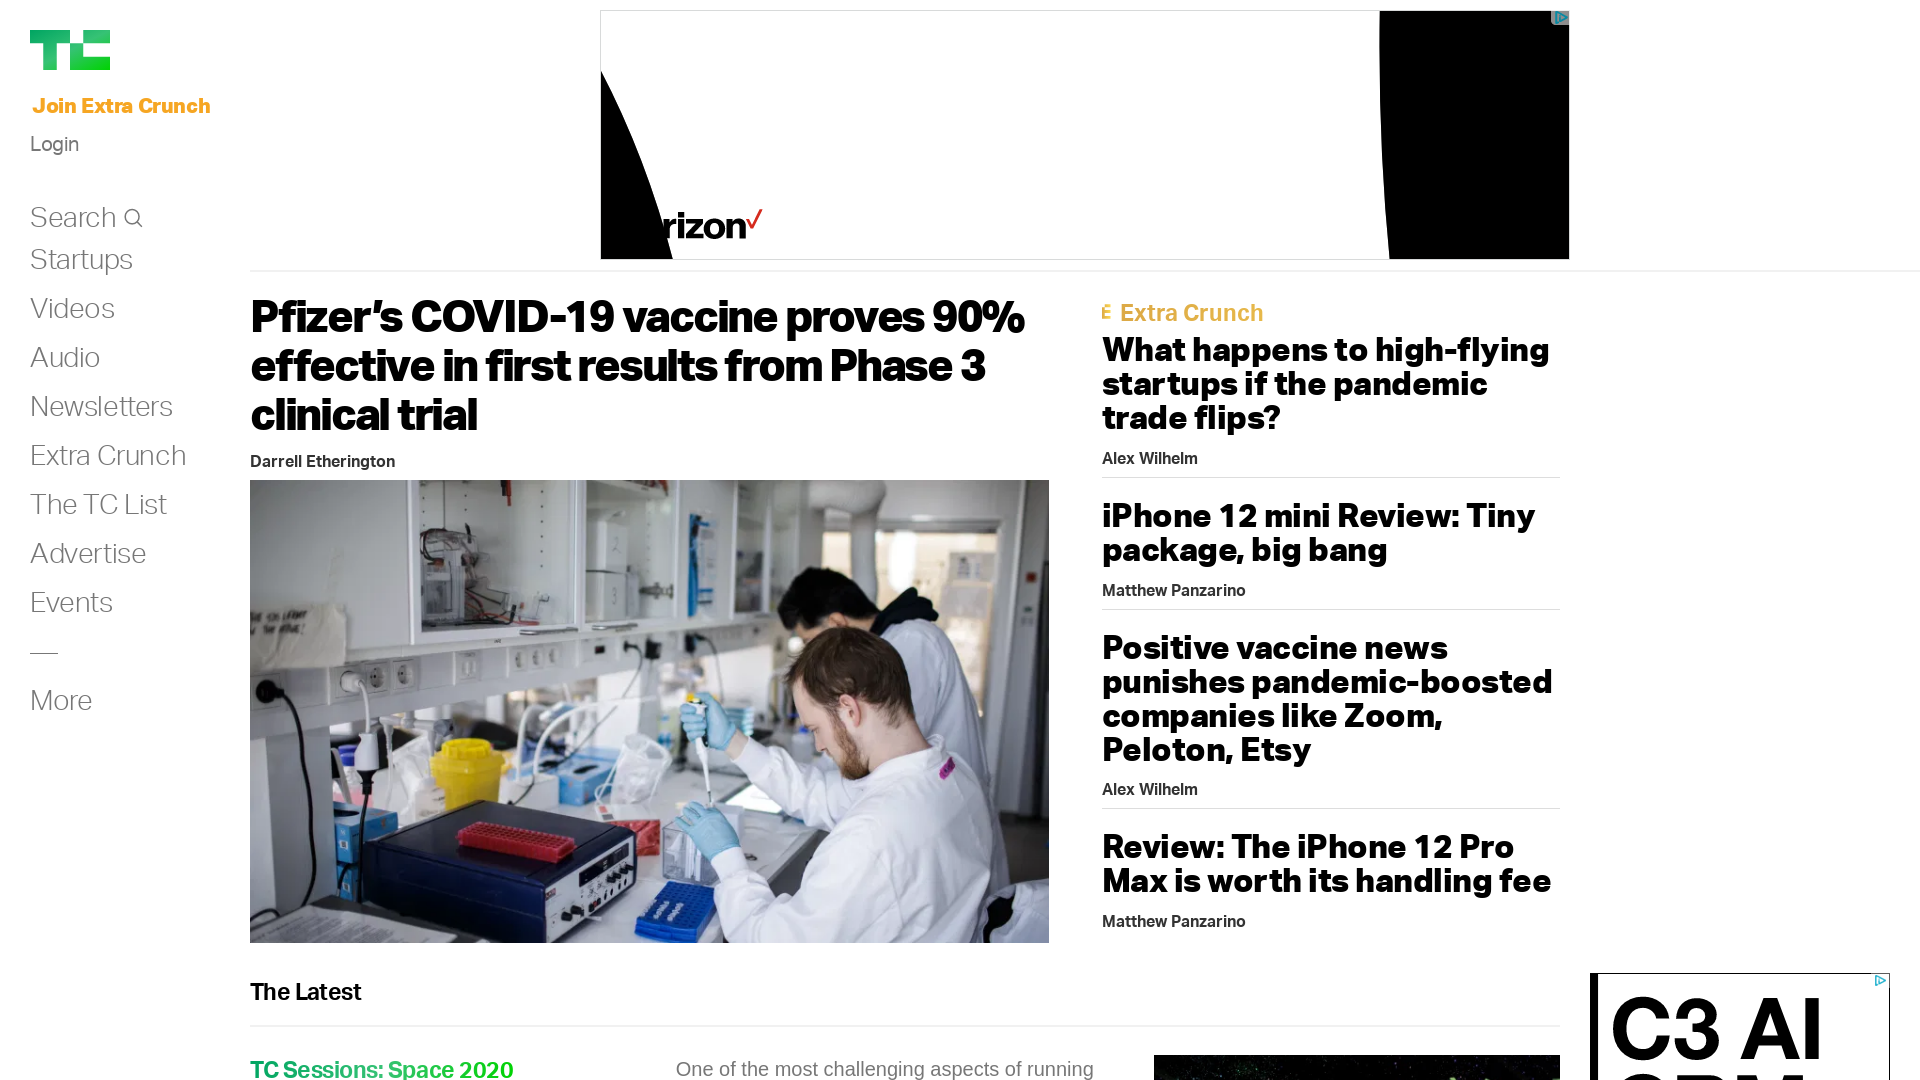 TC
Join Extra Crunch
Login
Search
Startups
Videos
Audio
Newsletters
Extra Crunch
The TC List
Advertise
Events
—
More
rizon
Pfizer’s COVID-19 vaccine proves 90%
effective in first results from Phase 3
clinical trial
Darrell Etherington
Extra Crunch
What happens to high-flying
startups if the pandemic
trade flips?
Alex Wilhelm
iPhone 12 mini Review: Tiny
package, big bang
Matthew Panzarino
Positive vaccine news
punishes pandemic-boosted
companies like Zoom,
Peloton, Etsy
Alex Wilhelm
Review: The iPhone 12 Pro
Max is worth its handling fee
Matthew Panzarino
The Latest
TC Sessions: Space 2020
One of the most challenging aspects of running
C3 AI